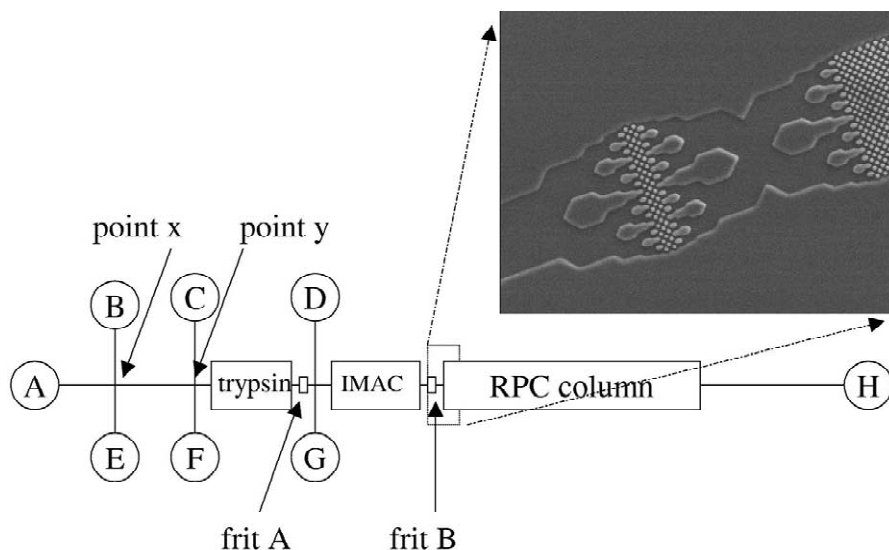 point x
point y
B
C
D
A
trypsin
IMAC
RPC column
H
E
F
G
frit A
frit B